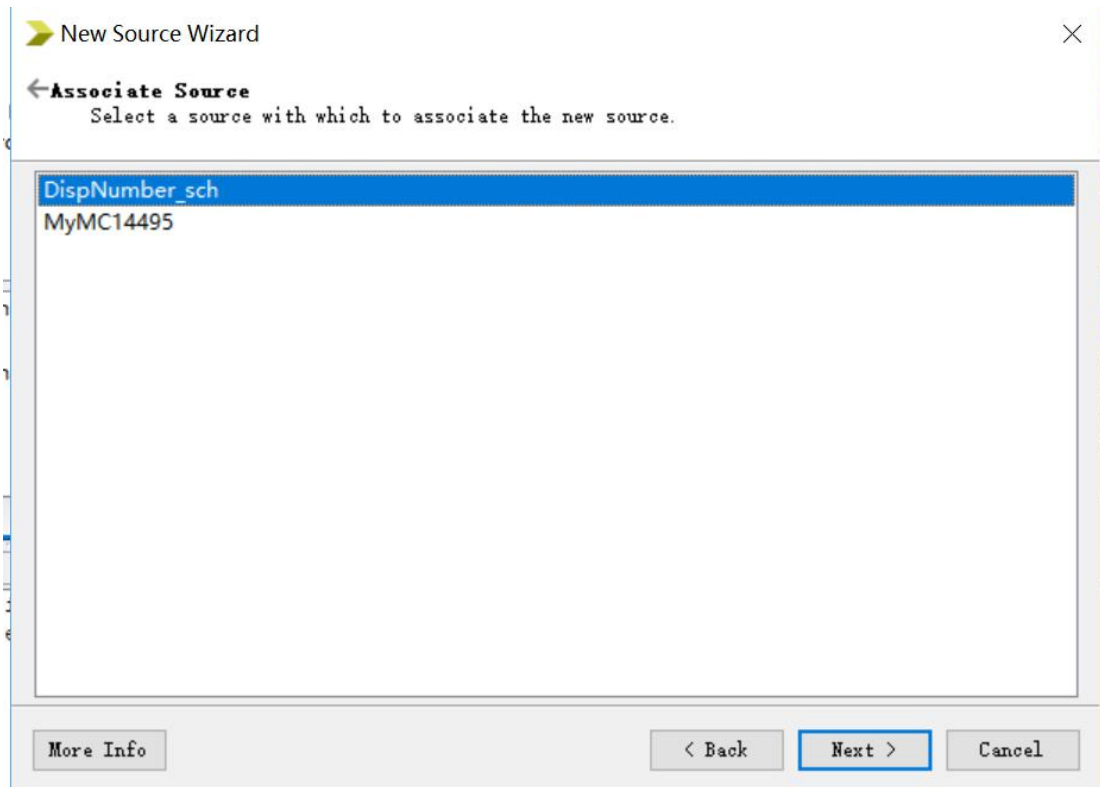 New Source Wizard
Associate Source
Select a source with which to associate the new source.
DispNumber_sch
MyMC14495
More Info
< Back
Next >
Cancel